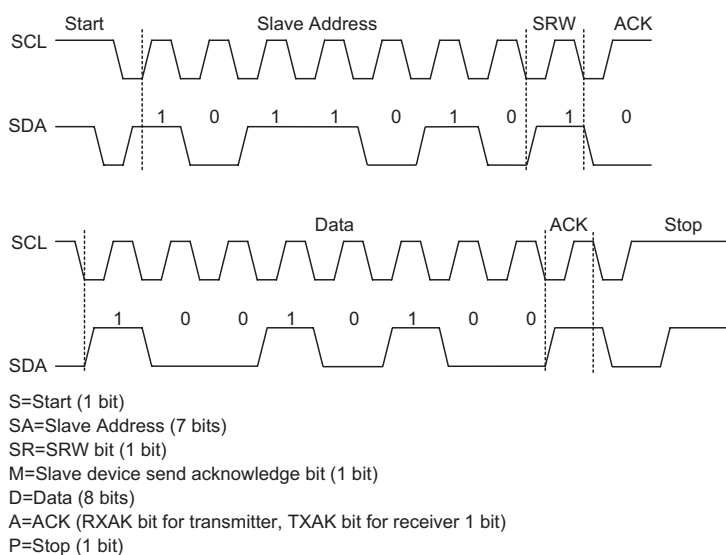 Start Slave Address SRW ACK
SCL
SDA 1 0 1 1 0 1 0 1 0
Data ACK Stop
SCL
1 0 0 1 0 1 0 0
SDA
S=Start (1 bit)
SA=Slave Address (7 bits)
SR=SRW bit (1 bit)
M=Slave device send acknowledge bit (1 bit)
D=Data (8 bits)
A=ACK (RXAK bit for transmitter, TXAK bit for receiver 1 bit)
P=Stop (1 bit)